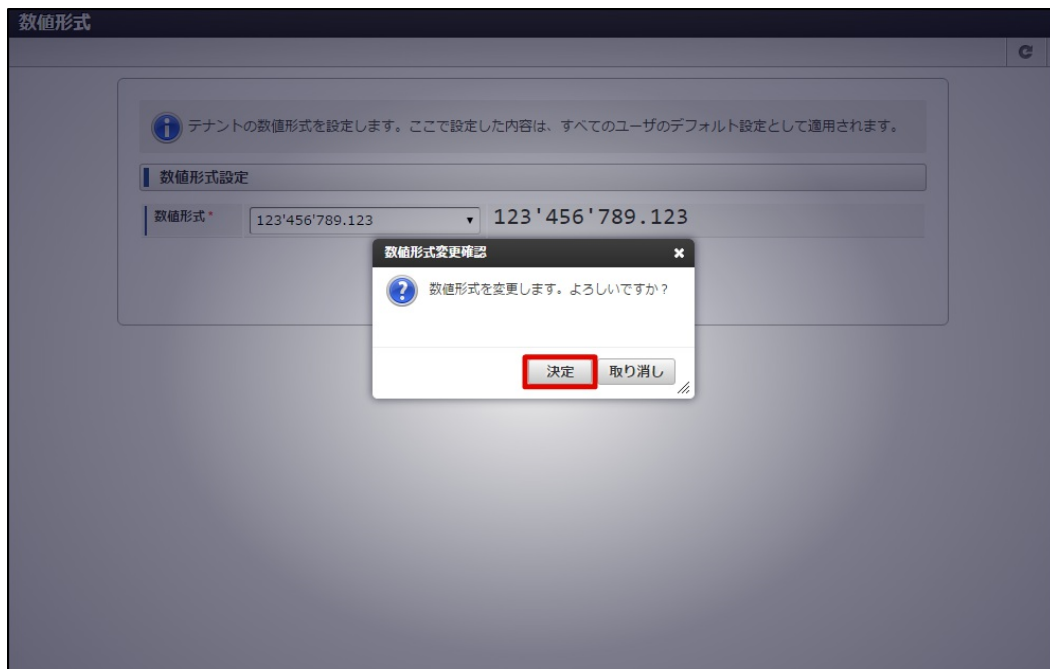 数値形式
テナントの数値形式を設定します。ここで設定した内容は、すべてのユーザのデフォルト設定として適用されます。
数値形式設定
数値形式* 123'456'789.123 123'456'789.123
数値形式変更確認
数値形式を変更します。よろしいですか？
決定 取り消し